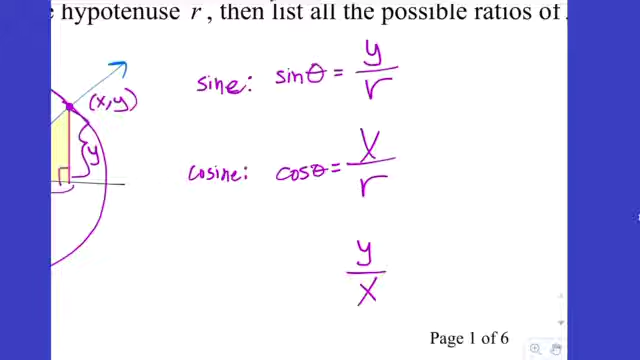 e hypotenuse r , then list all the possible ratios of
(x,y)
y
sine: sinθ = y/r
cosine: cosθ = x/r
y/x
Page 1 of 6